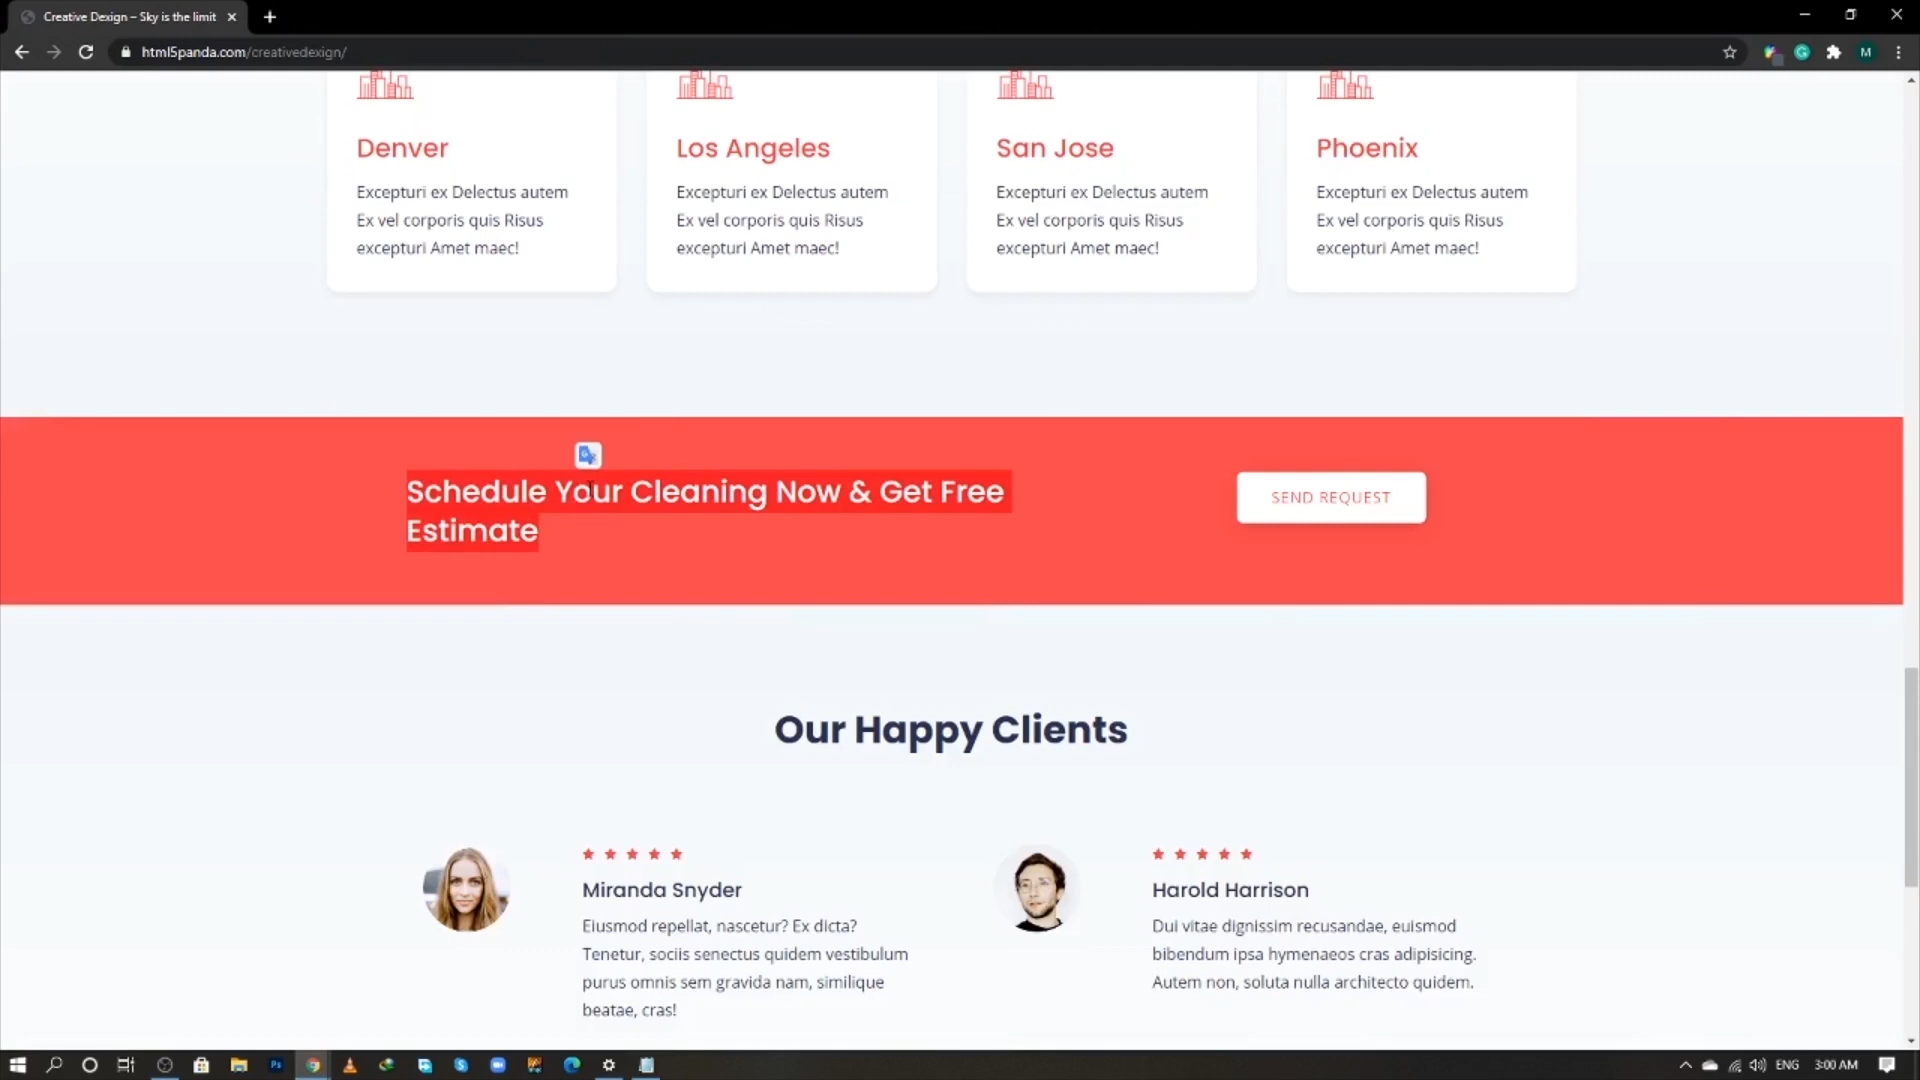 Creative Dexign – Sky is the limit
html5panda.com/creativedexign/
M
Denver
Excepturi ex Delectus autem
Ex vel corporis quis Risus
excepturi Amet maec!
Los Angeles
Excepturi ex Delectus autem
Ex vel corporis quis Risus
excepturi Amet maec!
San Jose
Excepturi ex Delectus autem
Ex vel corporis quis Risus
excepturi Amet maec!
Phoenix
Excepturi ex Delectus autem
Ex vel corporis quis Risus
excepturi Amet maec!
Schedule Your Cleaning Now & Get Free
Estimate
SEND REQUEST
Our Happy Clients
Miranda Snyder
Eiusmod repellat, nascetur? Ex dicta?
Tenetur, sociis senectus quidem vestibulum
purus omnis sem gravida nam, similique
beatae, cras!
Harold Harrison
Dui vitae dignissim recusandae, euismod
bibendum ipsa hymenaeos cras adipisicing.
Autem non, soluta nulla architecto quidem.
Ps
ENG
3:00 AM